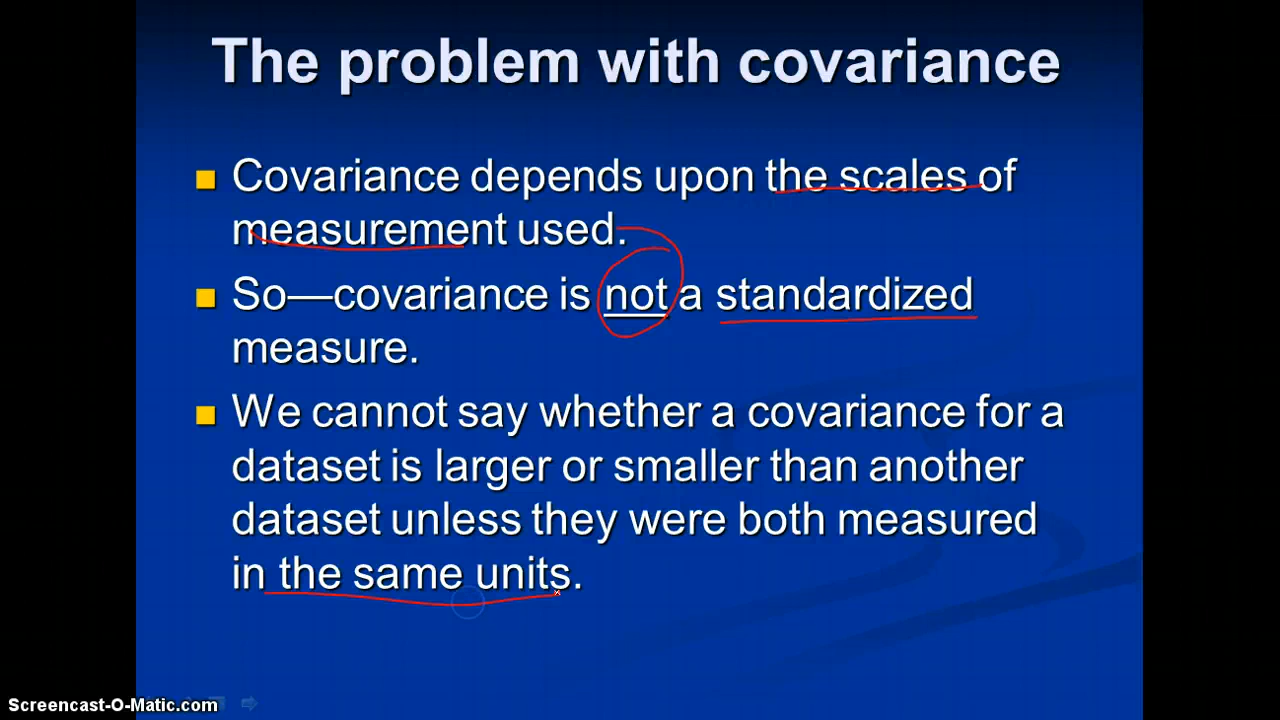 The problem with covariance
Covariance depends upon the scales of
measurement used.
So—covariance is not a standardized
measure.
We cannot say whether a covariance for a
dataset is larger or smaller than another
dataset unless they were both measured
in the same units.
Screencast-O-Matic.com